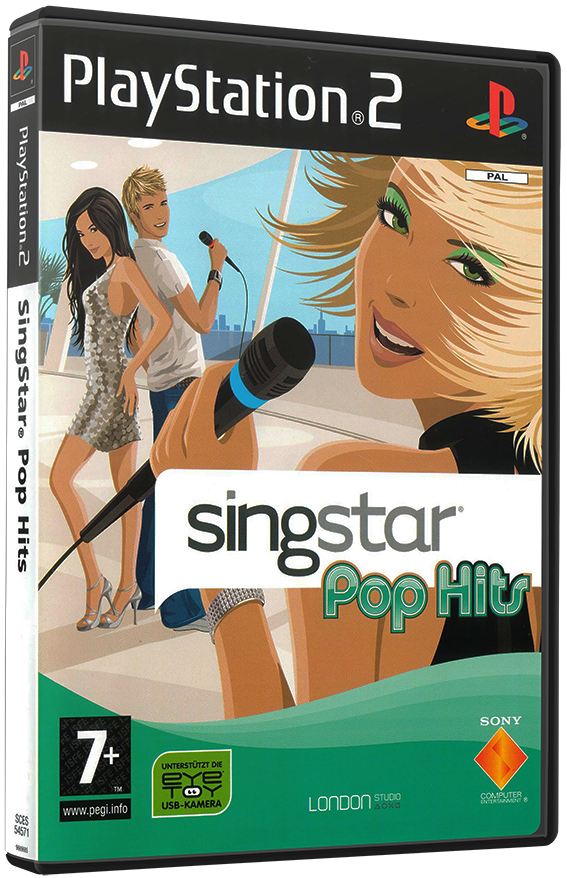 PAL
PlayStation®2
SingStar® Pop Hits
SCES
54571
PlayStation®2
PAL
singstar®
Pop Hits
7+
™
www.pegi.info
UNTERSTÜTZT DIE
EYE
TOY
USB-KAMERA
LONDON STUDIO
SONY
COMPUTER
ENTERTAINMENT®